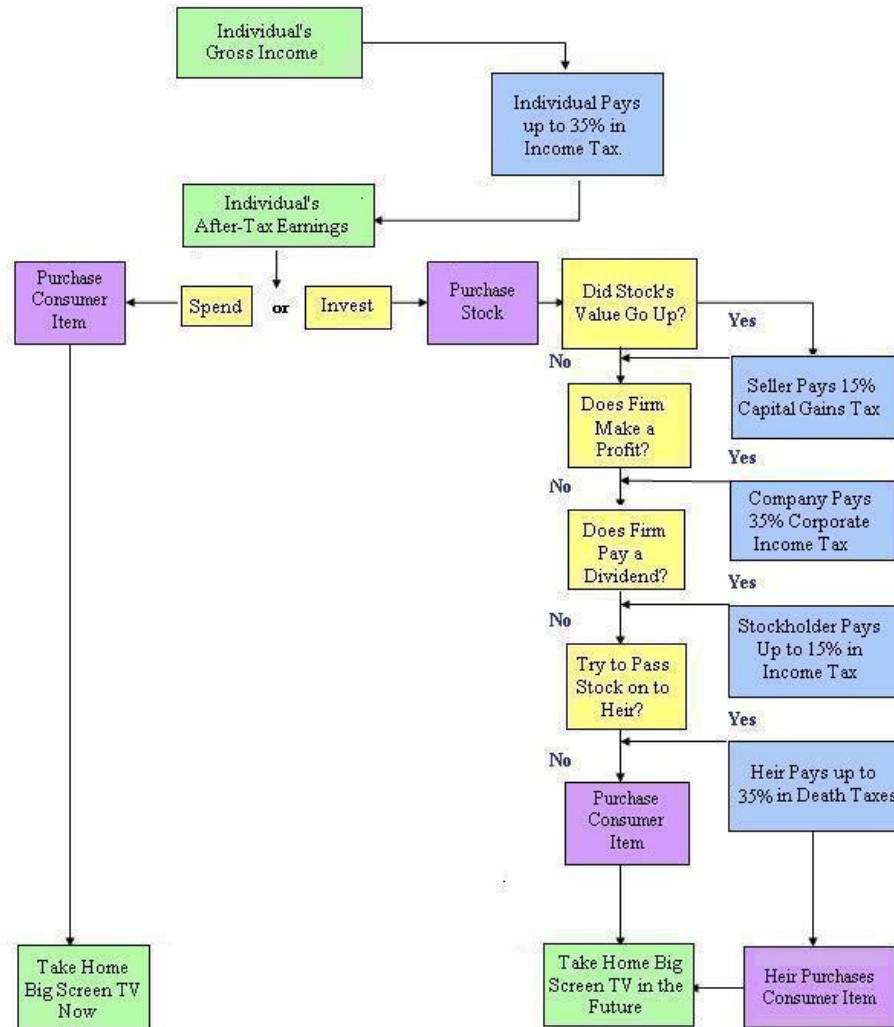 Individual's
Gross Income
Individual Pays
up to 35% in
Income Tax.
Individual's
After-Tax Earnings
Purchase
Consumer
Item
Spend
or
Invest
Purchase
Stock
Did Stock's
Value Go Up?
Yes
No
Seller Pays 15%
Capital Gains Tax
Does Firm
Make a
Profit?
Yes
No
Company Pays
35% Corporate
Income Tax
Does Firm
Pay a
Dividend?
Yes
No
Stockholder Pays
Up to 15% in
Income Tax
Try to Pass
Stock on to
Heir?
Yes
No
Heir Pays up to
35% in Death Taxes
Purchase
Consumer
Item
Take Home
Big Screen TV
Now
Take Home Big
Screen TV in the
Future
Heir Purchases
Consumer Item